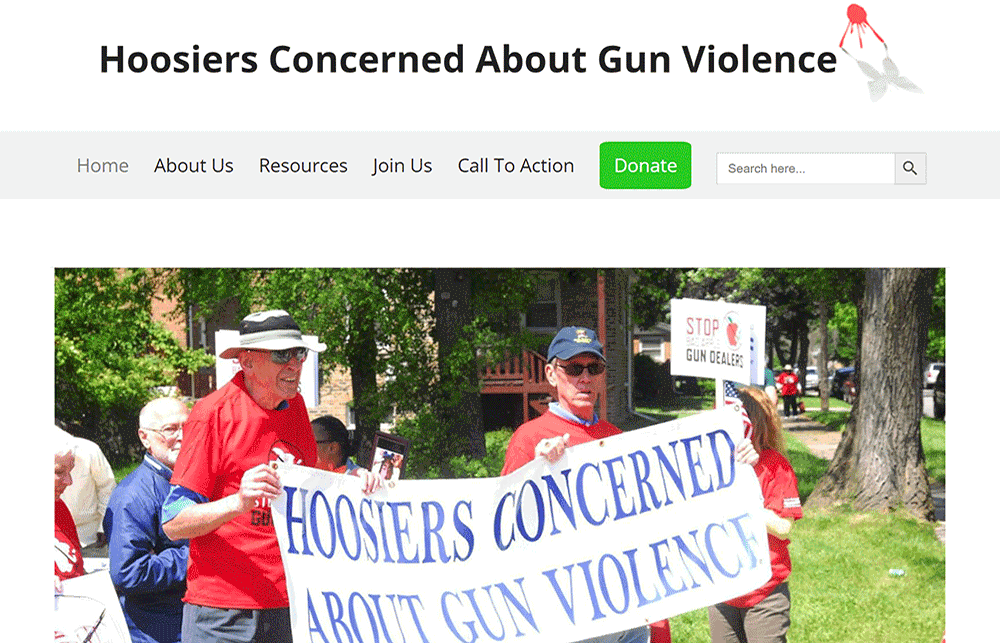 Hoosiers Concerned About Gun Violence
Home About Us Resources Join Us Call To Action Donate Search here...
STOP
BAD APPLE
GUN DEALERS
HOOSIERS CONCERNED
ABOUT GUN VIOLENCE